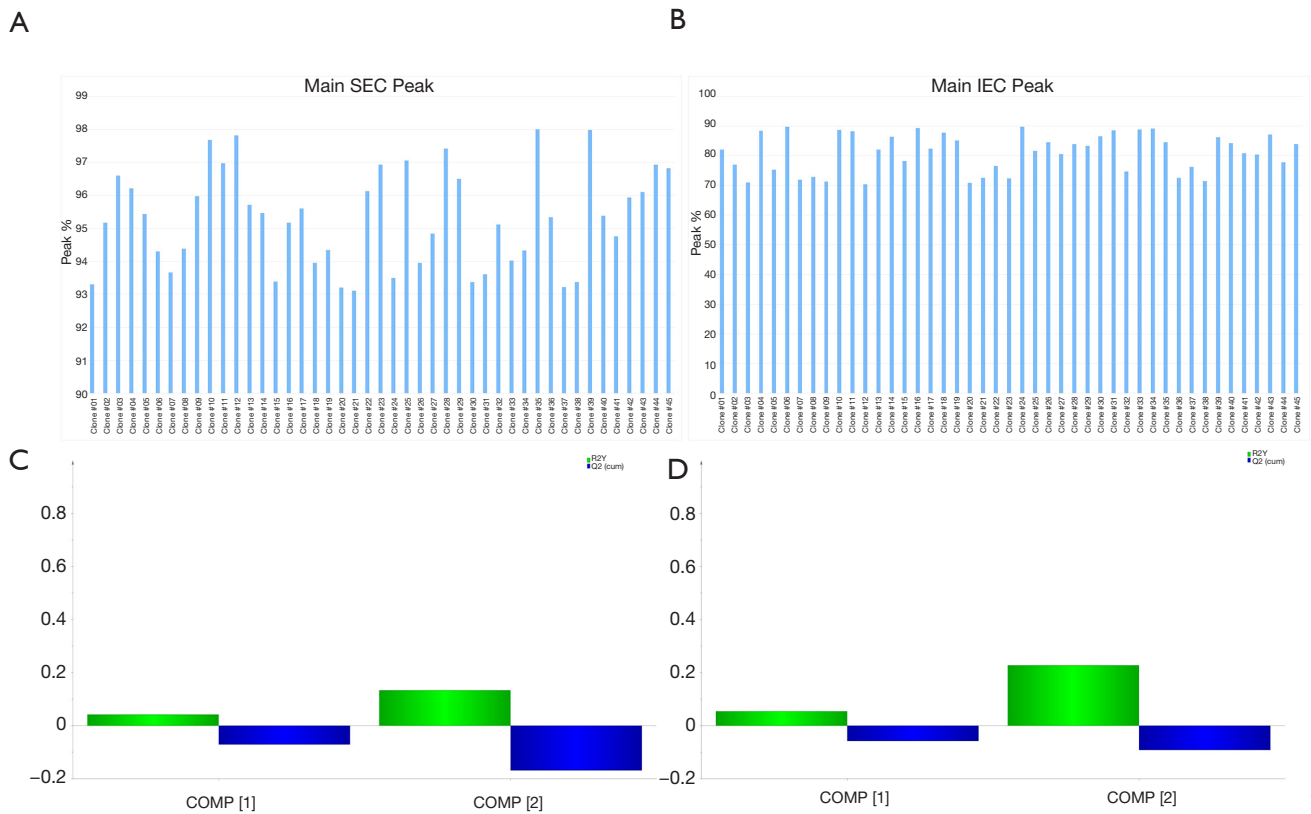 A
Main SEC Peak
Peak %
99
98
97
96
95
94
93
92
91
90
Clone #01
Clone #02
Clone #03
Clone #04
Clone #05
Clone #06
Clone #07
Clone #08
Clone #09
Clone #10
Clone #11
Clone #12
Clone #13
Clone #14
Clone #15
Clone #16
Clone #17
Clone #18
Clone #19
Clone #20
Clone #21
Clone #22
Clone #23
Clone #24
Clone #25
Clone #26
Clone #27
Clone #28
Clone #29
Clone #30
Clone #31
Clone #32
Clone #33
Clone #34
Clone #35
Clone #36
Clone #37
Clone #38
Clone #39
Clone #40
Clone #41
Clone #42
Clone #43
Clone #44
Clone #45
B
Main IEC Peak
Peak %
100
90
80
70
60
50
40
30
20
10
0
Clone #01
Clone #02
Clone #03
Clone #04
Clone #05
Clone #06
Clone #07
Clone #08
Clone #09
Clone #10
Clone #11
Clone #12
Clone #13
Clone #14
Clone #15
Clone #16
Clone #17
Clone #18
Clone #19
Clone #20
Clone #21
Clone #22
Clone #23
Clone #24
Clone #25
Clone #26
Clone #27
Clone #28
Clone #29
Clone #30
Clone #31
Clone #32
Clone #33
Clone #34
Clone #35
Clone #36
Clone #37
Clone #38
Clone #39
Clone #40
Clone #41
Clone #42
Clone #43
Clone #44
Clone #45
C
R2Y
Q2 (cum)
0.8
0.6
0.4
0.2
0
−0.2
COMP [1]
COMP [2]
D
R2Y
Q2 (cum)
0.8
0.6
0.4
0.2
0
−0.2
COMP [1]
COMP [2]